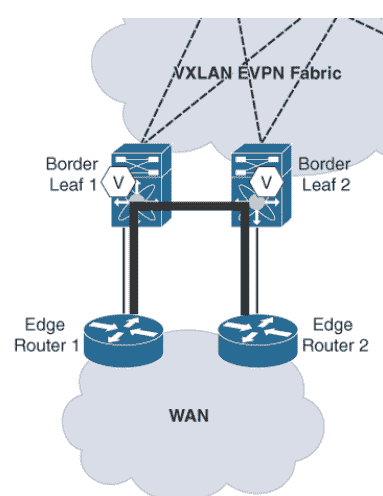 VXLAN EVPN Fabric
Border
Leaf 1
V
V
Border
Leaf 2
Edge
Router 1
Edge
Router 2
WAN